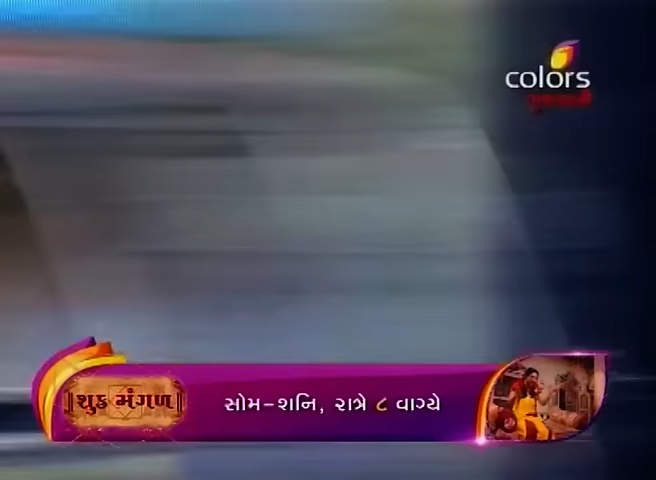 colors
ગુજરાતી
શુક્ર મંગળ
સોમ-શનિ, રાત્રે ૮ વાગ્યે